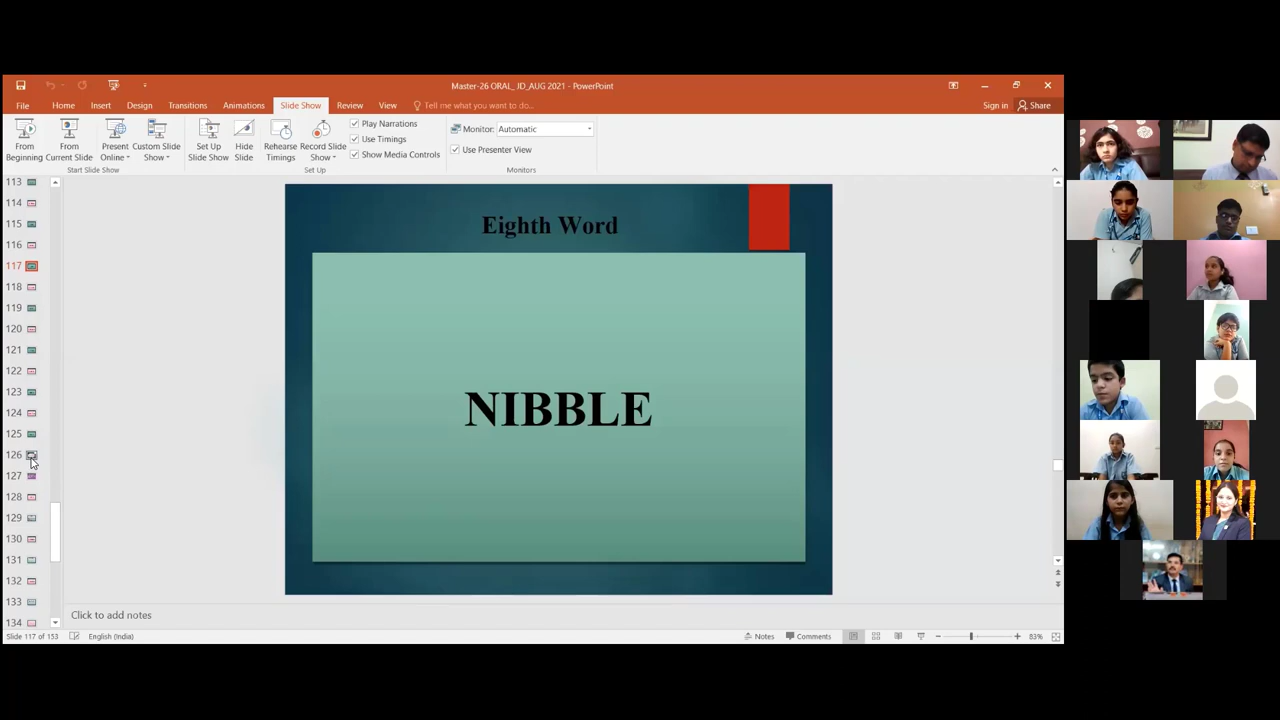 Master-26 ORAL_ JD_AUG 2021 - PowerPoint
File Home Insert Design Transitions Animations Slide Show Review View Tell me what you want to do... Sign in Share
From Beginning
From Current Slide
Present Online
Custom Slide Show
Set Up Slide Show
Hide Slide
Rehearse Timings
Record Slide Show
Play Narrations
Use Timings
Show Media Controls
Monitor: Automatic
Use Presenter View
Start Slide Show Set Up Monitors
113
114
115
116
117
118
119
120
121
122
123
124
125
126
127
128
129
130
131
132
133
134
Eighth Word
NIBBLE
Click to add notes
Slide 117 of 153 English (India) Notes Comments 83%